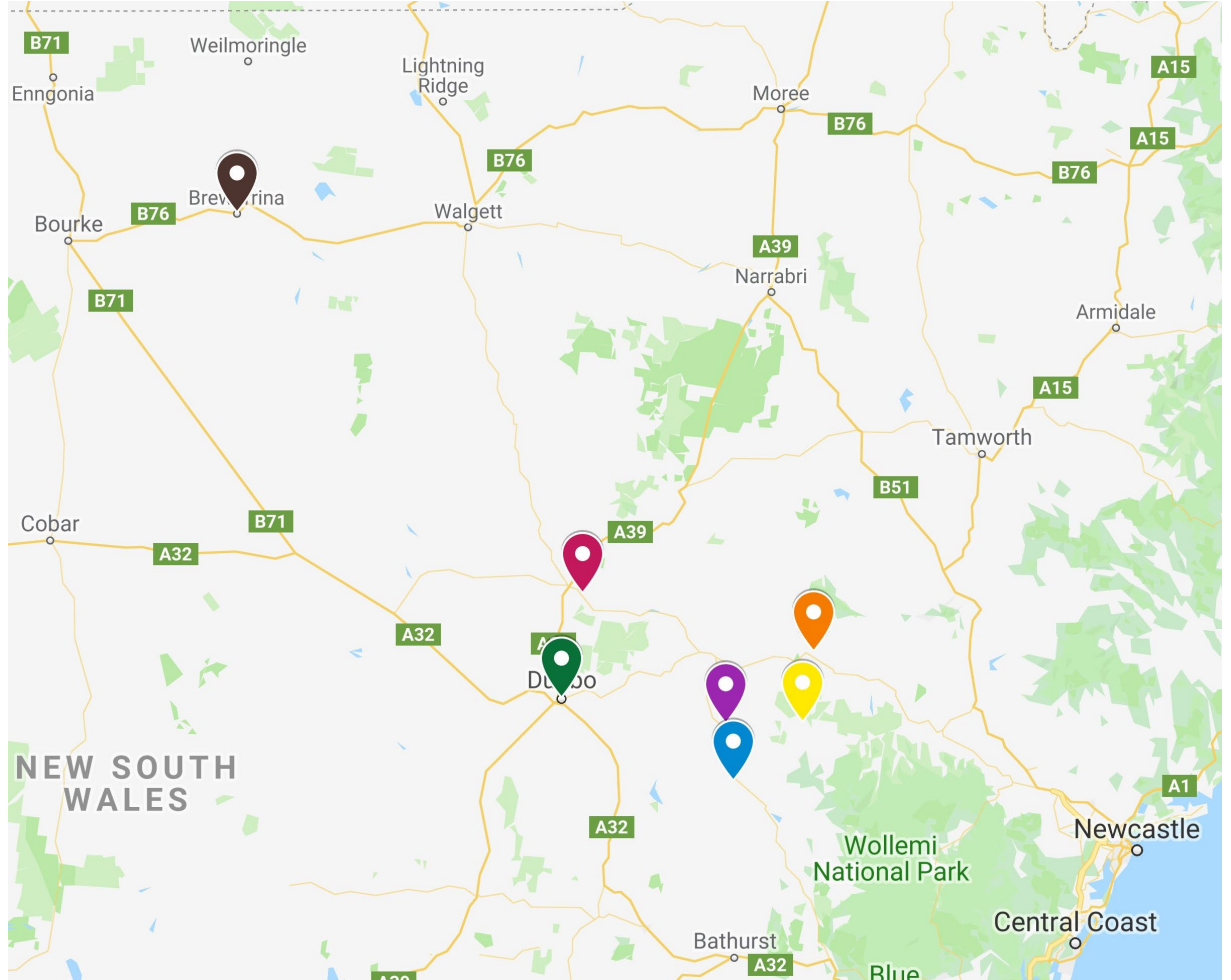 B71
Weilmoringle
Lightning
Ridge
A15
Enngonia
Moree
B76
A15
B76
B76
B76
Walgett
Bourke
A39
Narrabri
B71
Armidale
A15
Tamworth
B51
Cobar
B71
A39
A32
A32
NEW SOUTH
WALES
A1
A32
Newcastle
Wollemi
National Park
Central Coast
Bathurst
A32
Blue